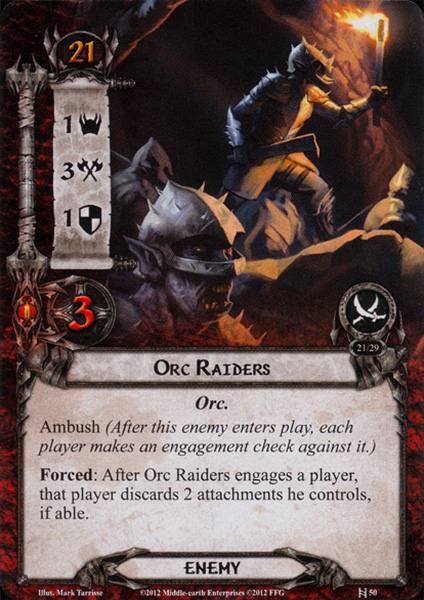 21
1
3
1
3
21/29
Orc Raiders
Orc.
Ambush (After this enemy enters play, each
player makes an engagement check against it.)
Forced: After Orc Raiders engages a player,
that player discards 2 attachments he controls,
if able.
ENEMY
Illus. Mark Tarrisse ©2012 Middle-earth Enterprises ©2012 FFG 50